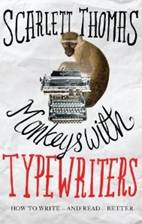 SCARLETT THOMAS
Monkeys with
TYPEWRITERS
HOW TO WRITE – AND READ – BETTER